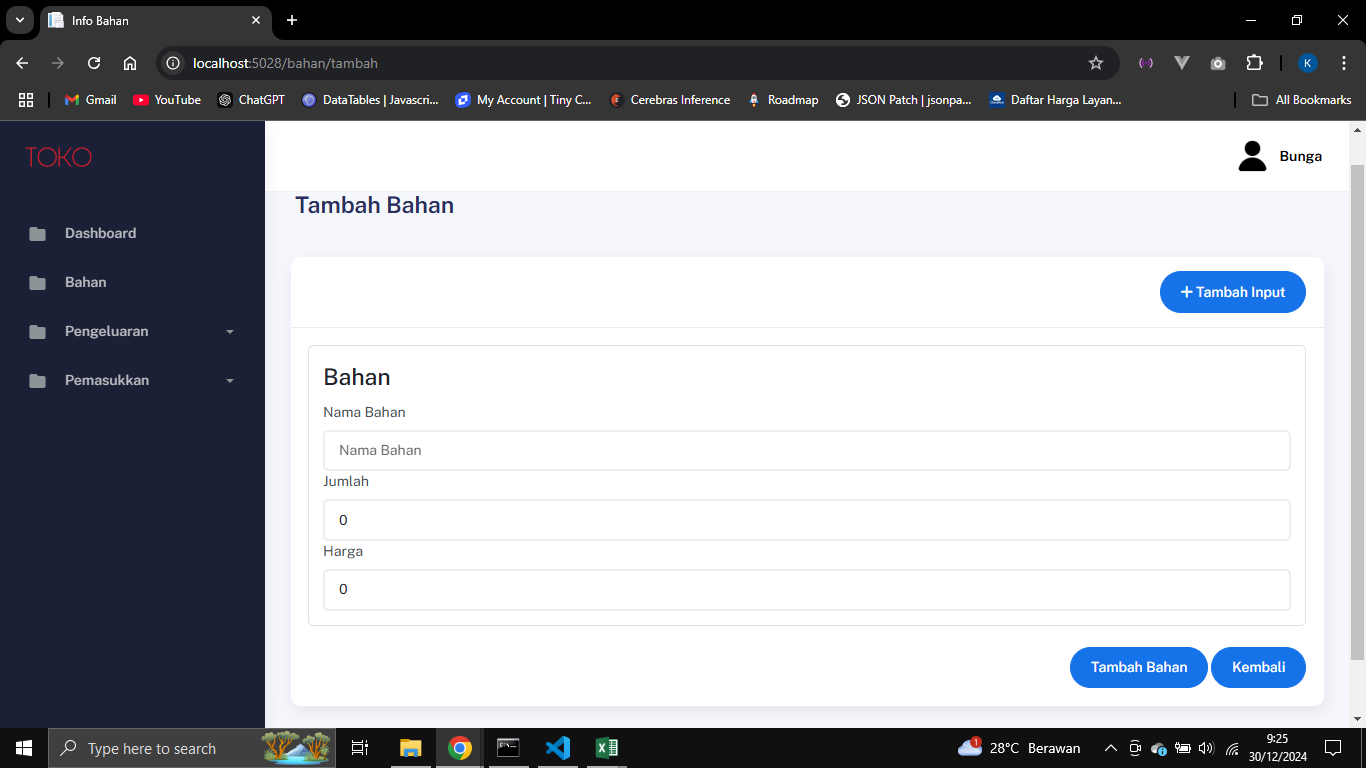 Info Bahan
localhost:5028/bahan/tambah
K
Gmail YouTube ChatGPT DataTables | Javascri... My Account | Tiny C... Cerebras Inference Roadmap JSON Patch | jsonpa... Daftar Harga Layan... All Bookmarks
TOKO
Bunga
Dashboard
Bahan
Pengeluaran
Pemasukkan
Tambah Bahan
+ Tambah Input
Bahan
Nama Bahan
Nama Bahan
Jumlah
0
Harga
0
Tambah Bahan Kembali
Type here to search
1
28°C Berawan
9:25
30/12/2024